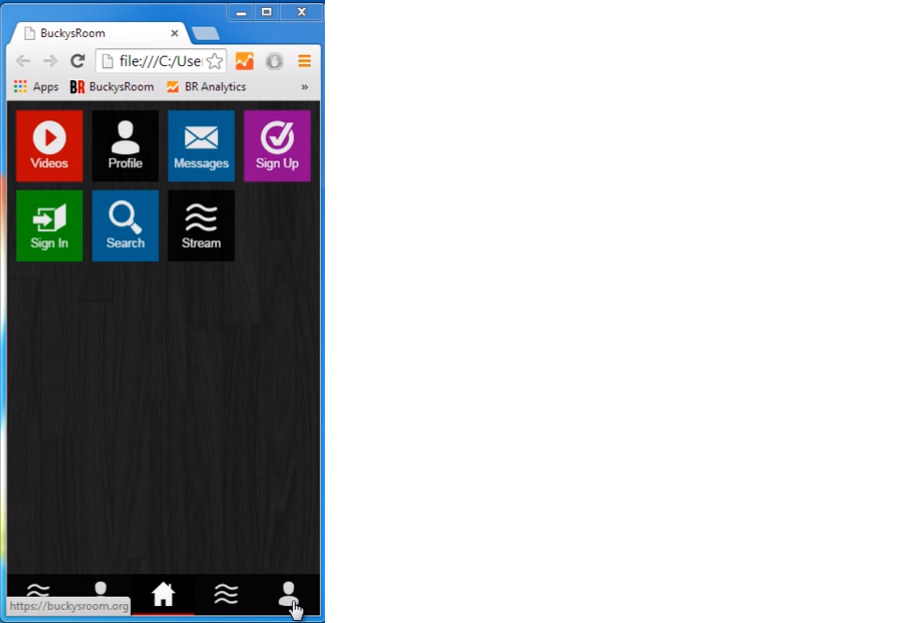 BuckysRoom
file:///C:/Use
Apps BR BuckysRoom BR Analytics »
Videos Profile Messages Sign Up
Sign In Search Stream
https://buckysroom.org